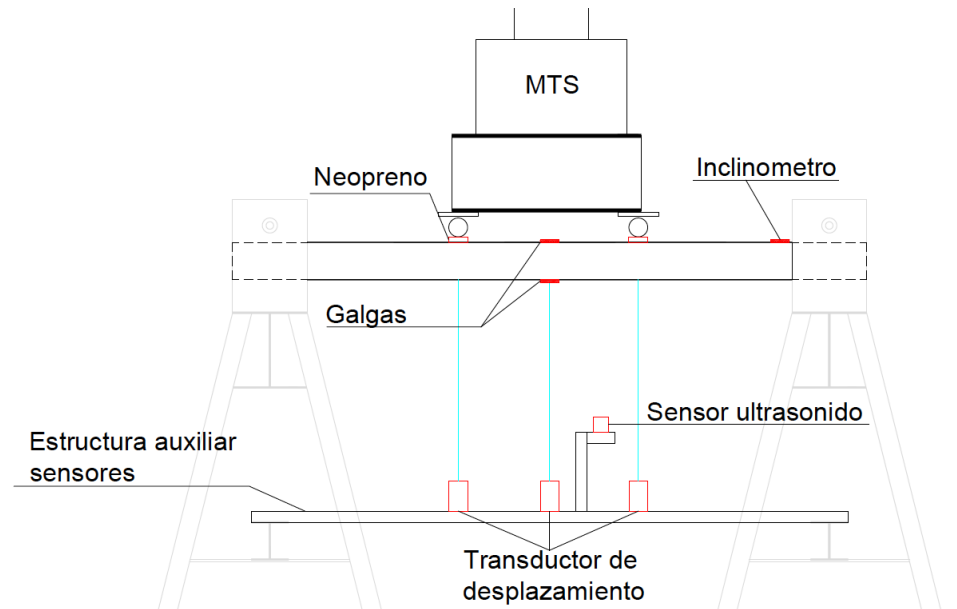 MTS
Neopreno
Inclinometro
Galgas
Sensor ultrasonido
Estructura auxiliar
sensores
Transductor de
desplazamiento